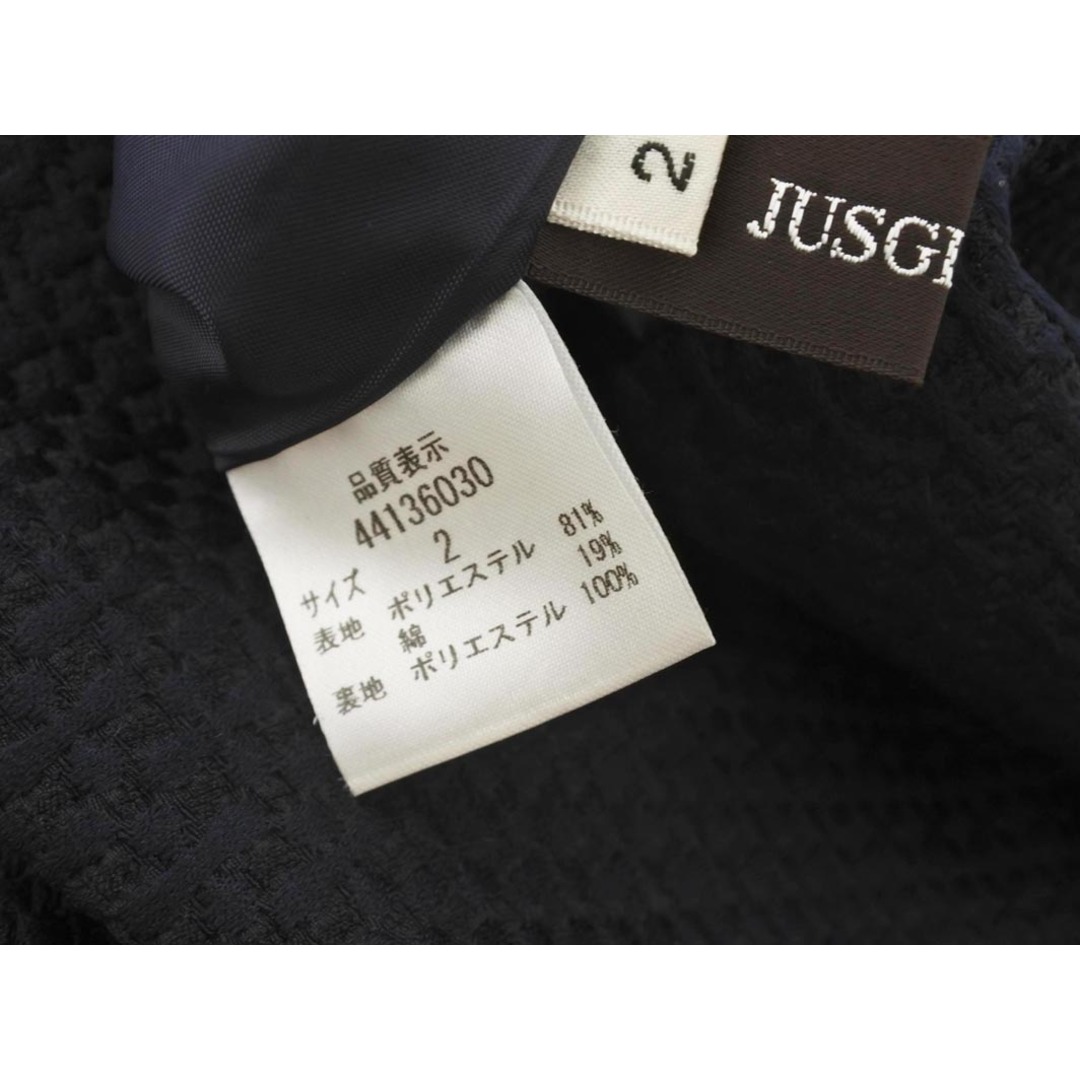 2
JUSGL
品質表示
44136030
サイズ 2
表地 ポリエステル 81%
綿 19%
裏地 ポリエステル 100%